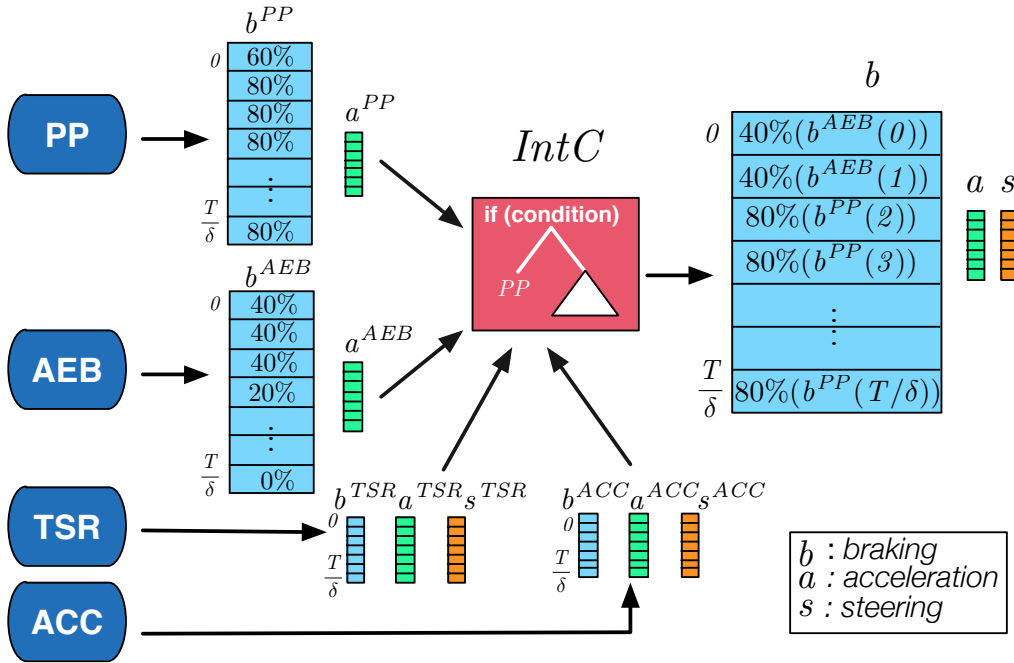 b^{PP}
0
60%
80%
80%
80%
⋮
T/δ
80%
PP
a^{PP}
IntC
if (condition)
PP
b
0
40%(b^{AEB}(0))
40%(b^{AEB}(1))
80%(b^{PP}(2))
80%(b^{PP}(3))
⋮
T/δ
80%(b^{PP}(T/δ))
a s
b^{AEB}
0
40%
40%
40%
20%
⋮
T/δ
0%
AEB
a^{AEB}
TSR
b^{TSR} a^{TSR} s^{TSR}
0
T/δ
b^{ACC} a^{ACC} s^{ACC}
0
T/δ
ACC
b : braking
a : acceleration
s : steering